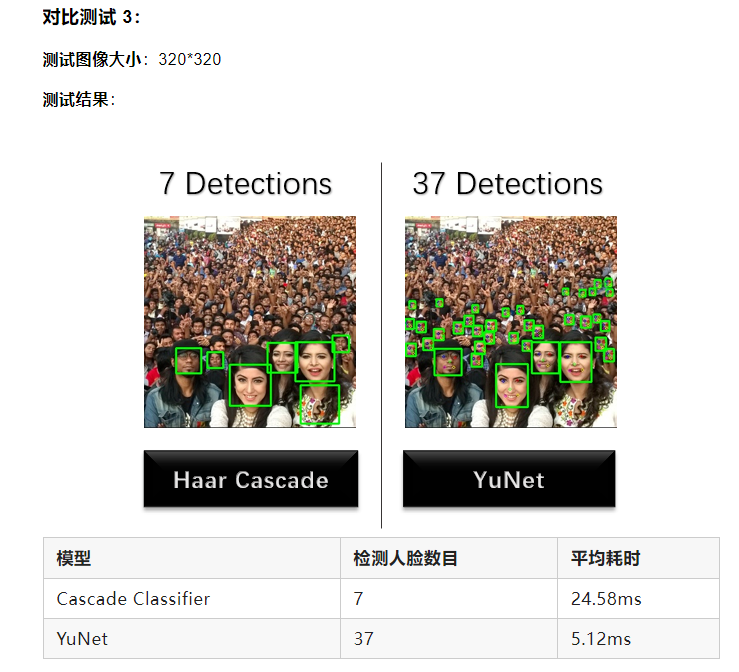 对比测试 3：
测试图像大小：320*320
测试结果：
7 Detections
37 Detections
Haar Cascade
YuNet
模型 检测人脸数目 平均耗时
Cascade Classifier 7 24.58ms
YuNet 37 5.12ms